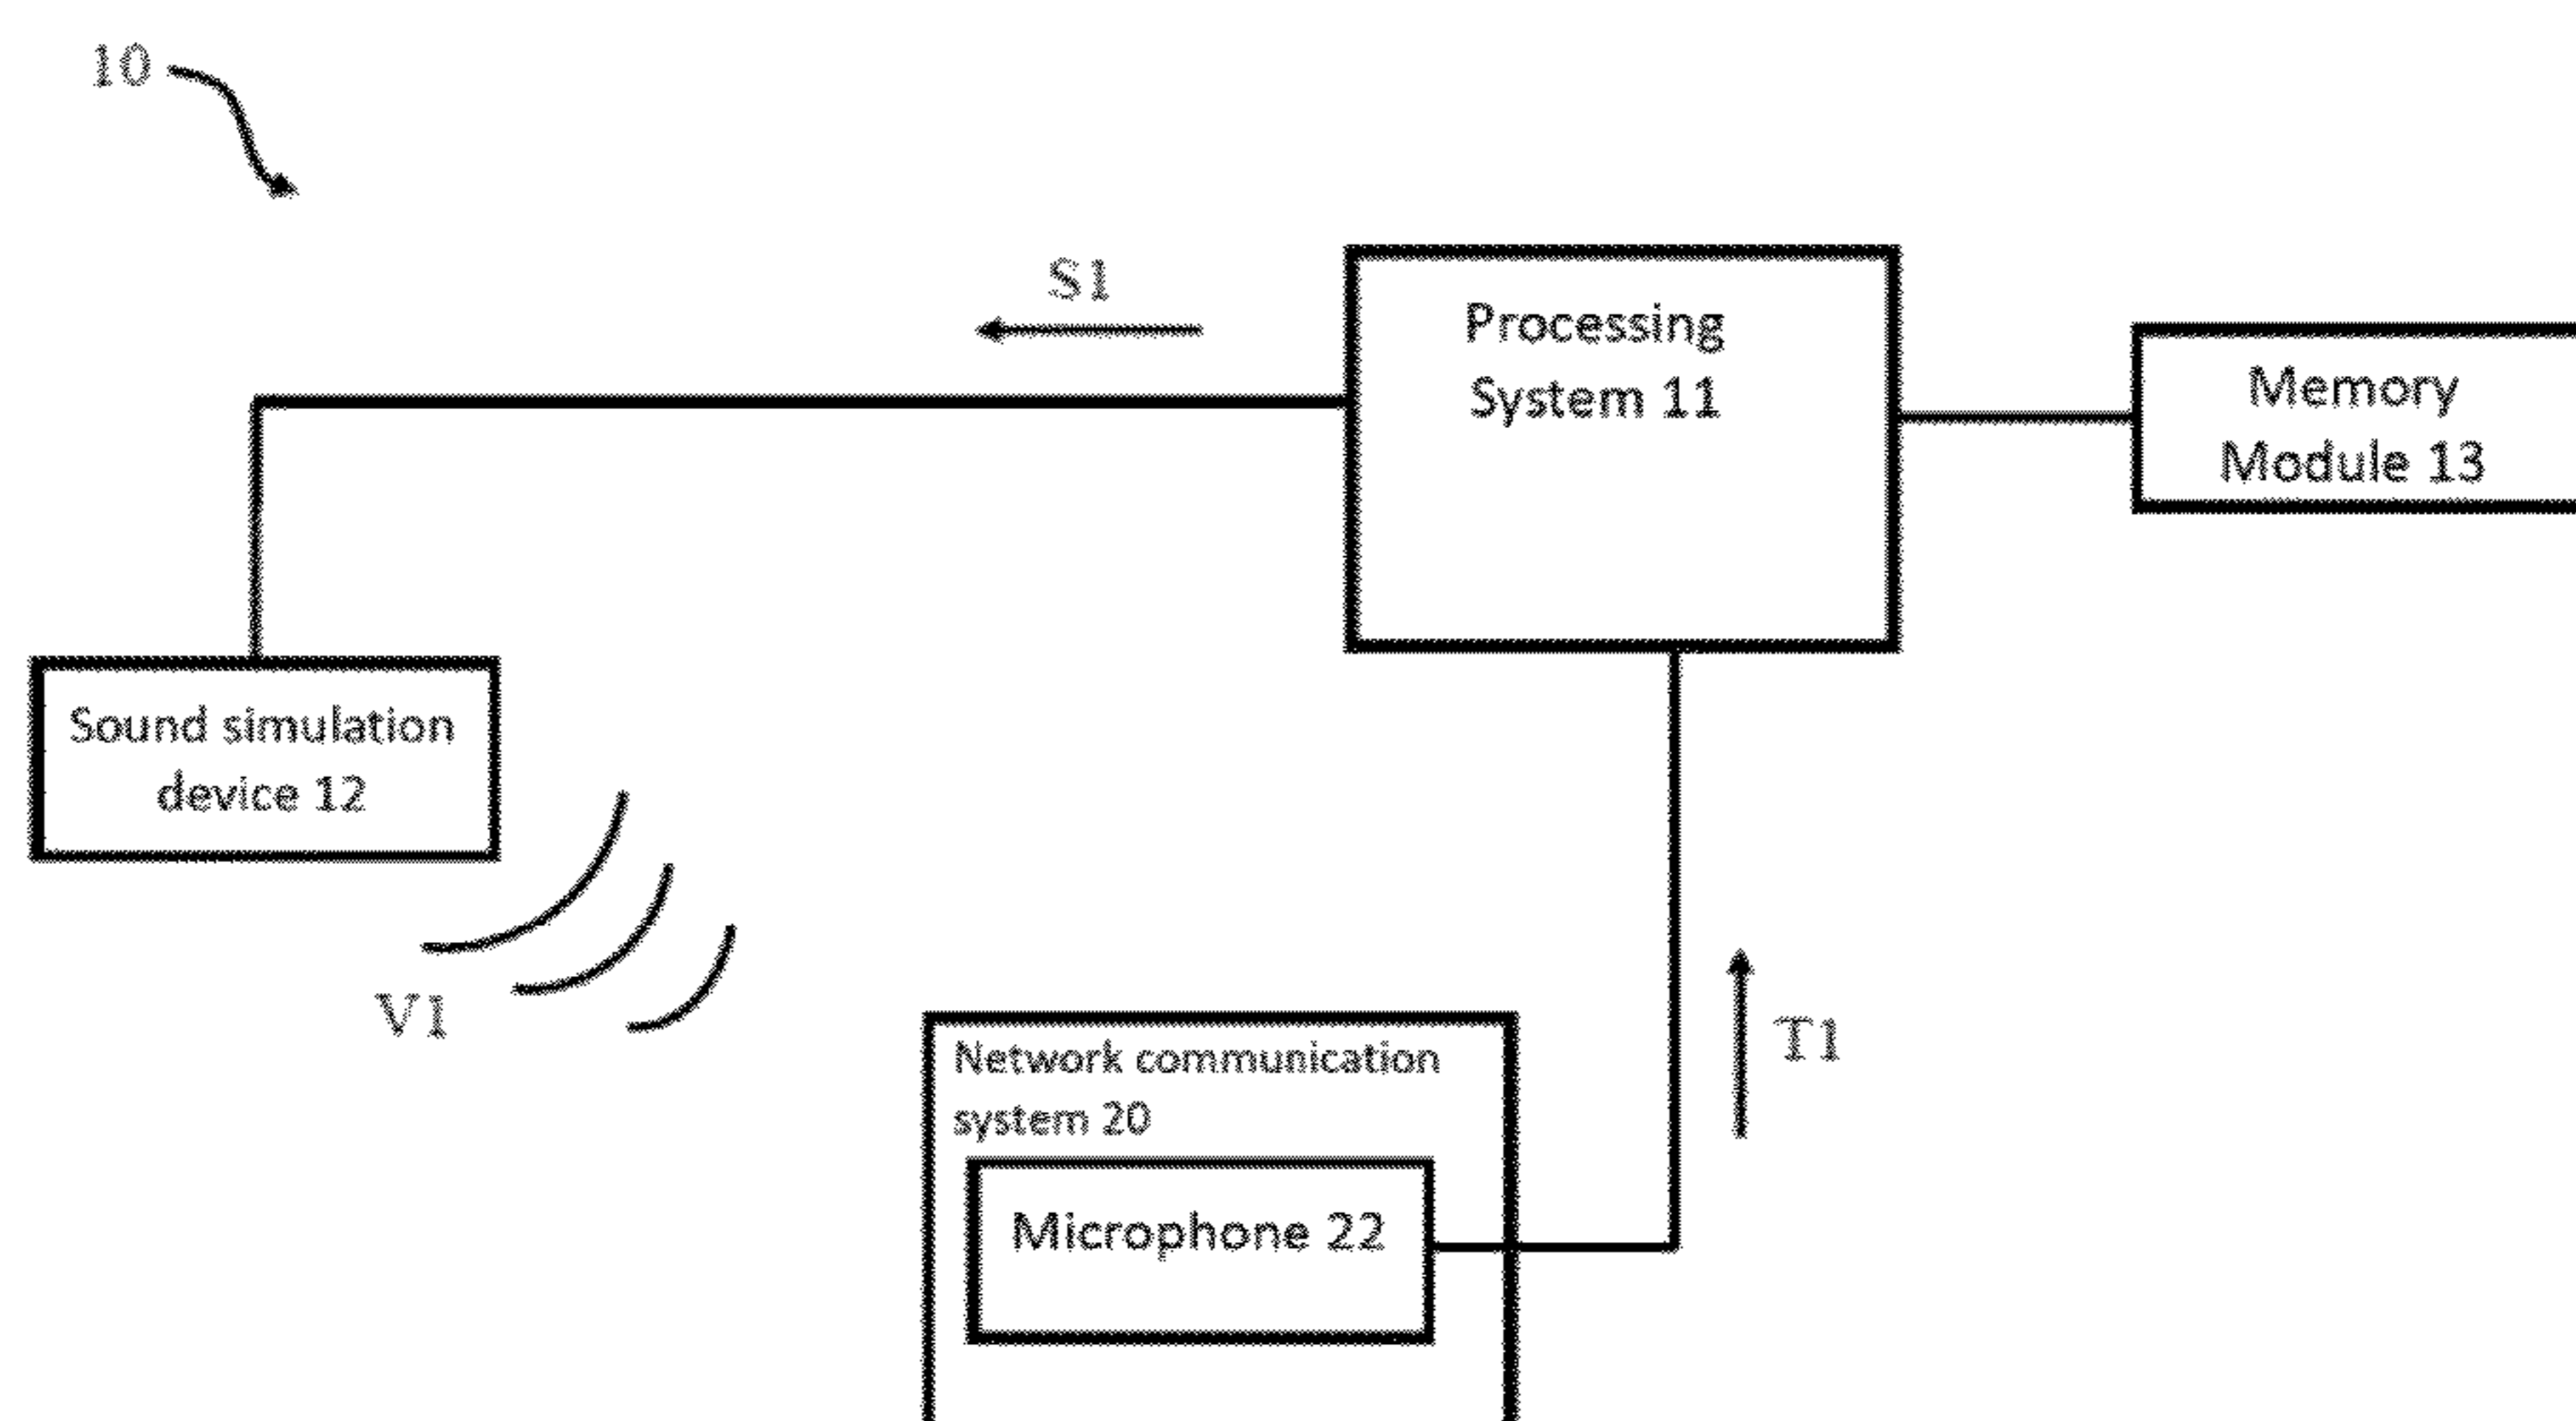 10
S1
Processing
System 11
Memory
Module 13
Sound simulation
device 12
V1
T1
Network communication
system 20
Microphone 22